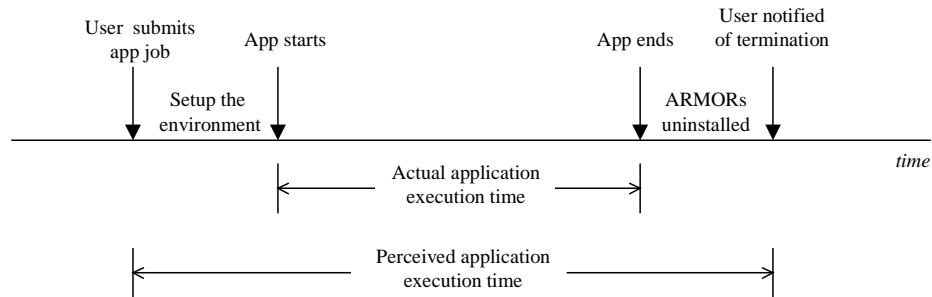 User submits
app job
App starts
App ends
User notified
of termination
Setup the
environment
ARMORs
uninstalled
time
Actual application
execution time
Perceived application
execution time